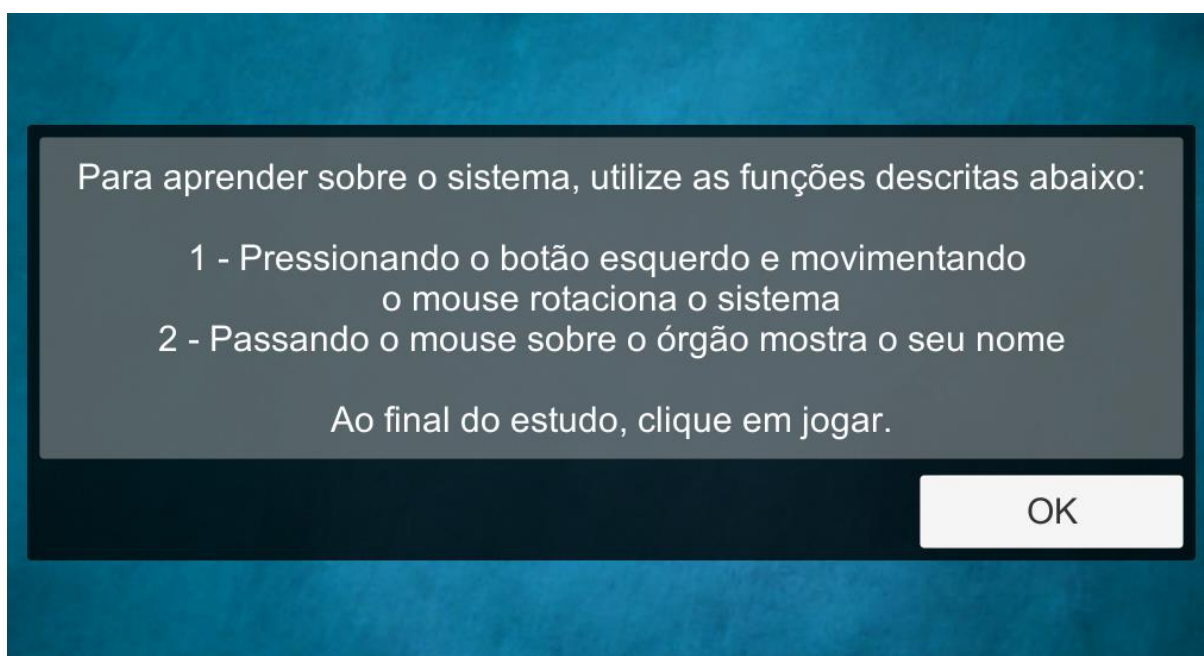 Para aprender sobre o sistema, utilize as funções descritas abaixo:
1 - Pressionando o botão esquerdo e movimentando
o mouse rotaciona o sistema
2 - Passando o mouse sobre o órgão mostra o seu nome
Ao final do estudo, clique em jogar.
OK